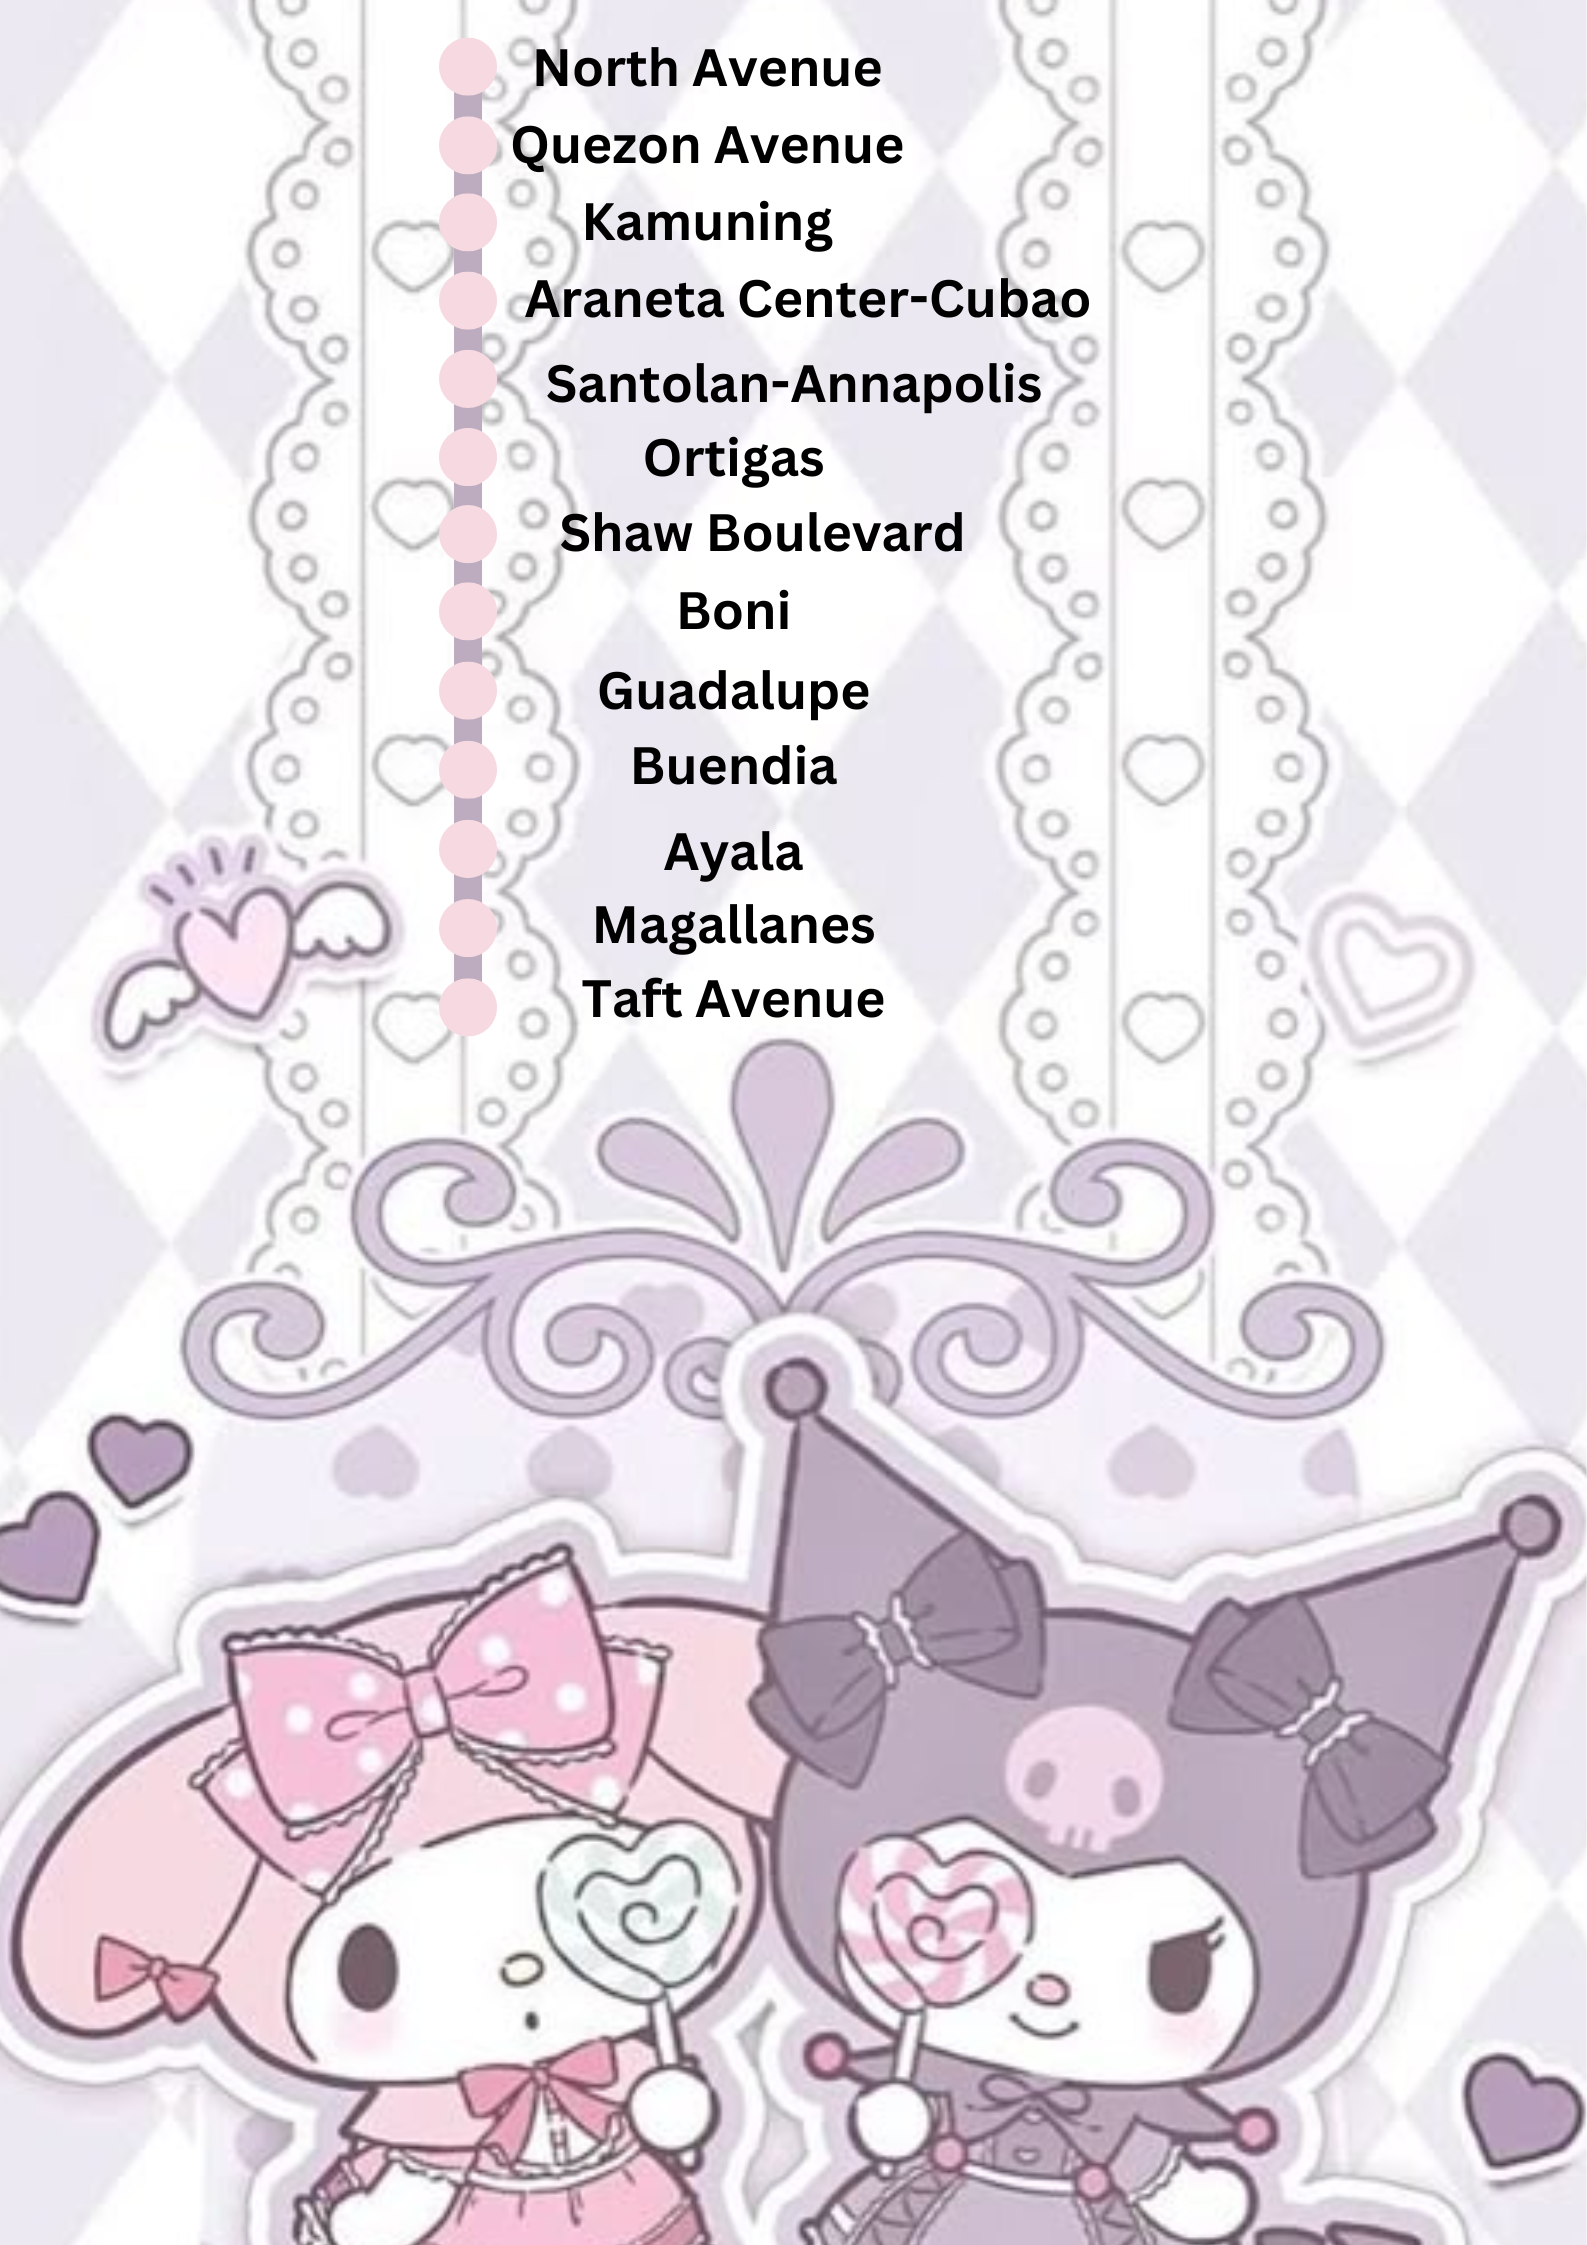 North Avenue
Quezon Avenue
Kamuning
Araneta Center-Cubao
Santolan-Annapolis
Ortigas
Shaw Boulevard
Boni
Guadalupe
Buendia
Ayala
Magallanes
Taft Avenue